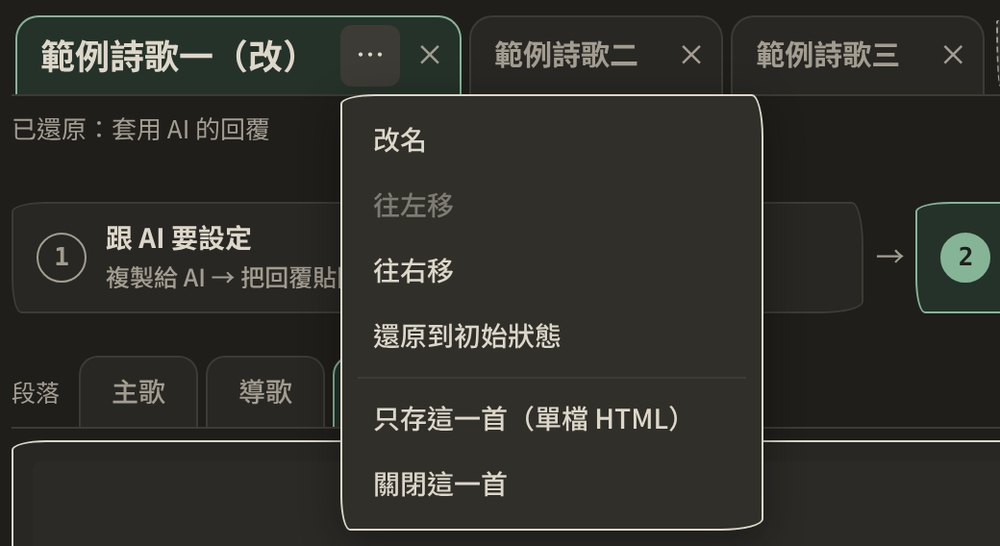 範例詩歌一（改） ⋯ ×
範例詩歌二 ×
範例詩歌三 ×
已還原：套用 AI 的回覆
改名
往左移
往右移
還原到初始狀態
只存這一首（單檔 HTML）
關閉這一首
1 跟 AI 要設定
複製給 AI → 把回覆貼
→ 2
段落 主歌 導歌